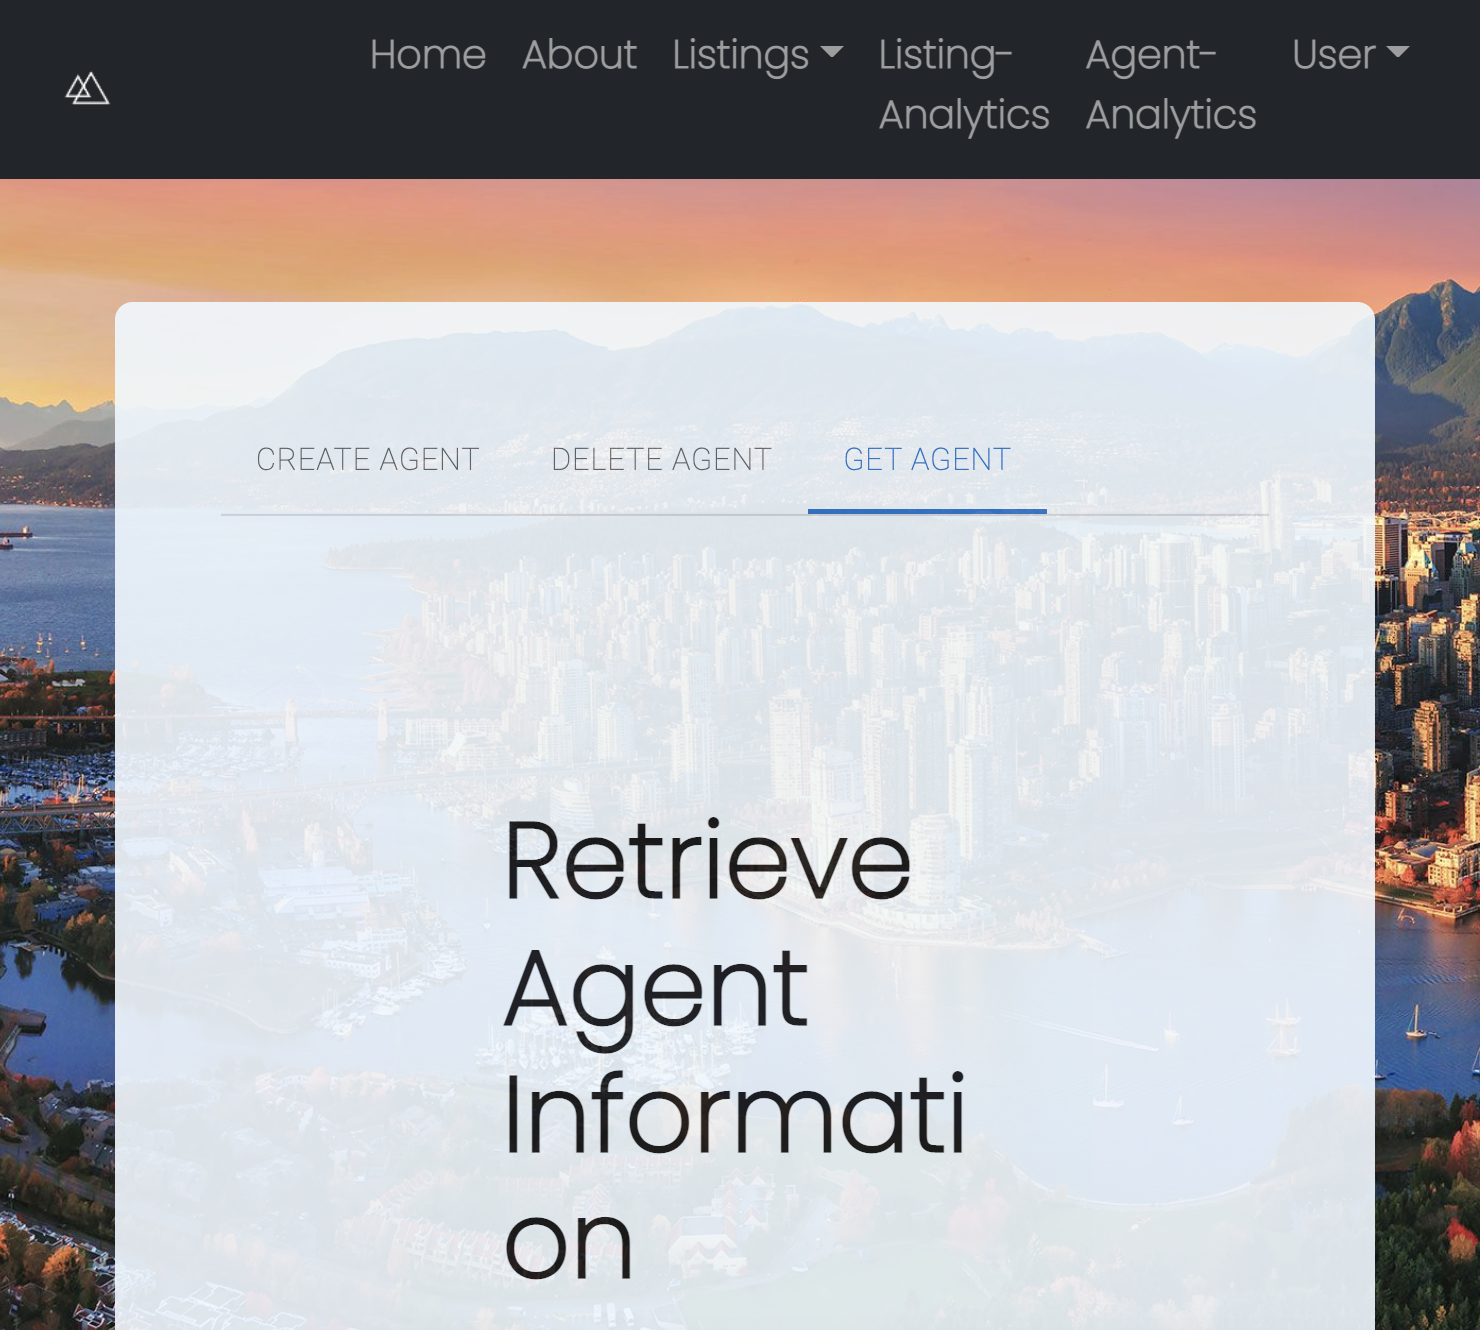 Home About Listings Listing- Agent- User
Analytics Analytics
CREATE AGENT DELETE AGENT GET AGENT
Retrieve
Agent
Informati
on